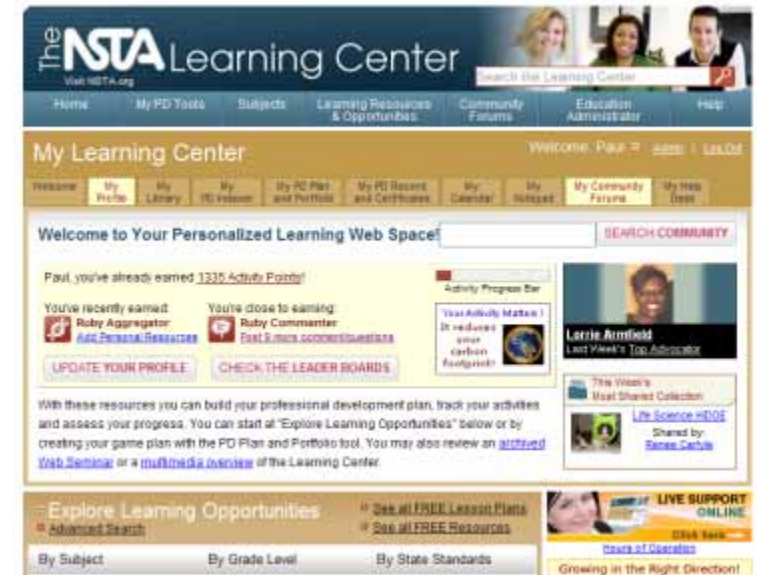 The NSTA Learning Center
Visit NSTA.org
Search the Learning Center
Home My PD Tools Subjects Learning Resources & Opportunities Community Forums Education Administrator Help
My Learning Center
Welcome, Paul Admin | Log Out
Welcome My Profile My Library My PD Indexer My PD Plan and Portfolio My PD Record and Certificates My Calendar My Notepad My Community Forums My Help Desk
Welcome to Your Personalized Learning Web Space!
SEARCH COMMUNITY
Paul, you've already earned 1335 Activity Points!
Activity Progress Bar
You've recently earned:
Ruby Aggregator
Add Personal Resources
You're close to earning:
Ruby Commenter
Post 9 more comment/questions
UPDATE YOUR PROFILE
CHECK THE LEADER BOARDS
Your Activity Matters !
It reduces
your
carbon
footprint!
Lorrie Armfield
Last Week's Top Advocator
This Week's
Most Shared Collection
Life Science HIDOE
Shared by:
Renee Carlyle
With these resources you can build your professional development plan, track your activities
and assess your progress. You can start at "Explore Learning Opportunities" below or by
creating your game plan with the PD Plan and Portfolio tool. You may also review an archived
Web Seminar or a multimedia overview of the Learning Center.
Explore Learning Opportunities
Advanced Search
See all FREE Lesson Plans
See all FREE Resources
By Subject By Grade Level By State Standards
LIVE SUPPORT
ONLINE
Click here
Hours of Operation
Growing in the Right Direction!